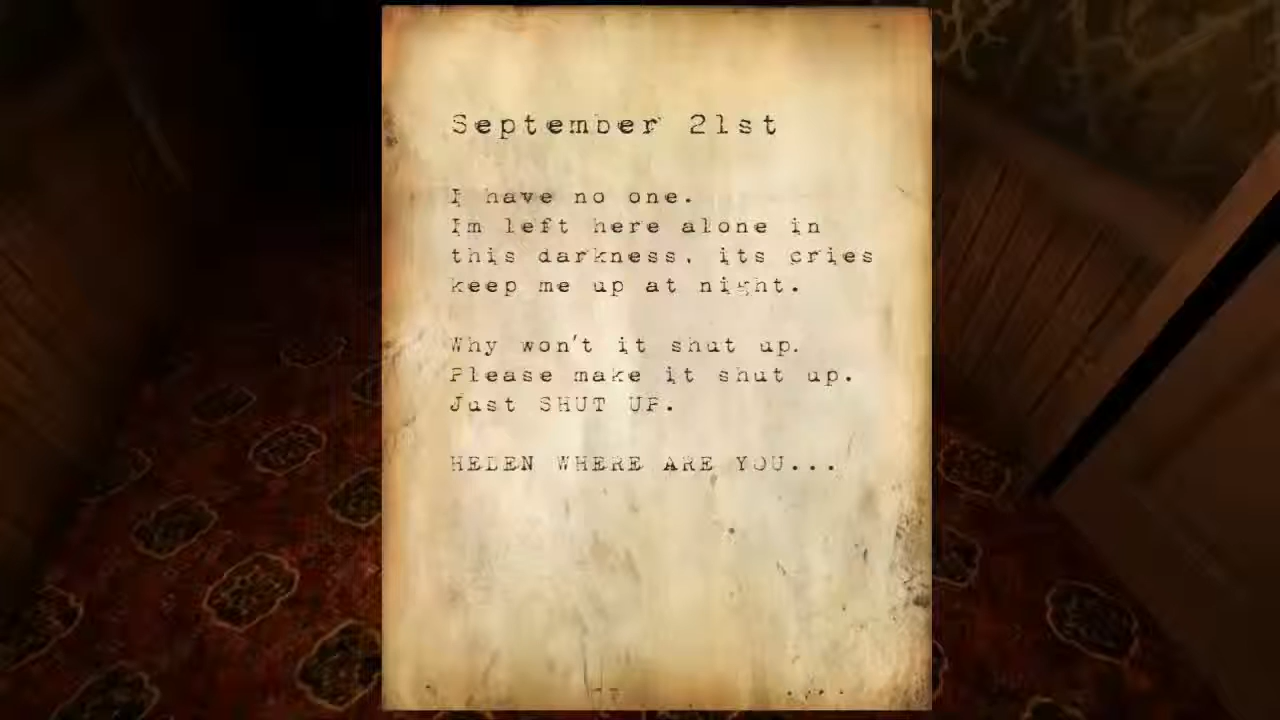 September 21st
I have no one.
Im left here alone in
this darkness, its cries
keep me up at night.
Why won't it shut up.
Please make it shut up.
Just SHUT UP.
HELEN WHERE ARE YOU...